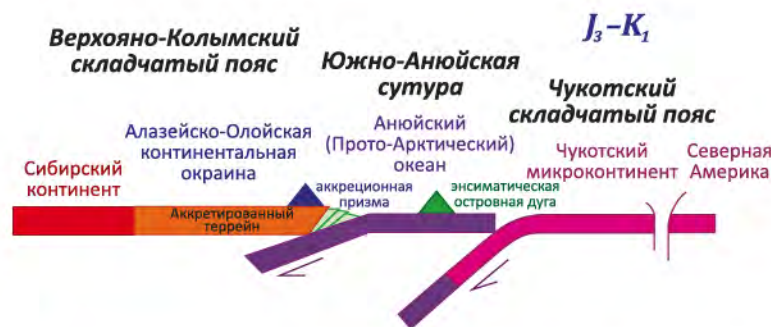 J₃–K₁
Верхояно-Колымский
складчатый пояс
Южно-Анюйская
сутура
Чукотский
складчатый пояс
Сибирский
континент
Алазейско-Олойская
континентальная
окраина
Анюйский
(Прото-Арктический)
океан
Чукотский
микроконтинент
Северная
Америка
аккреционная
призма
энсиматическая
островная дуга
Аккретированный
террейн